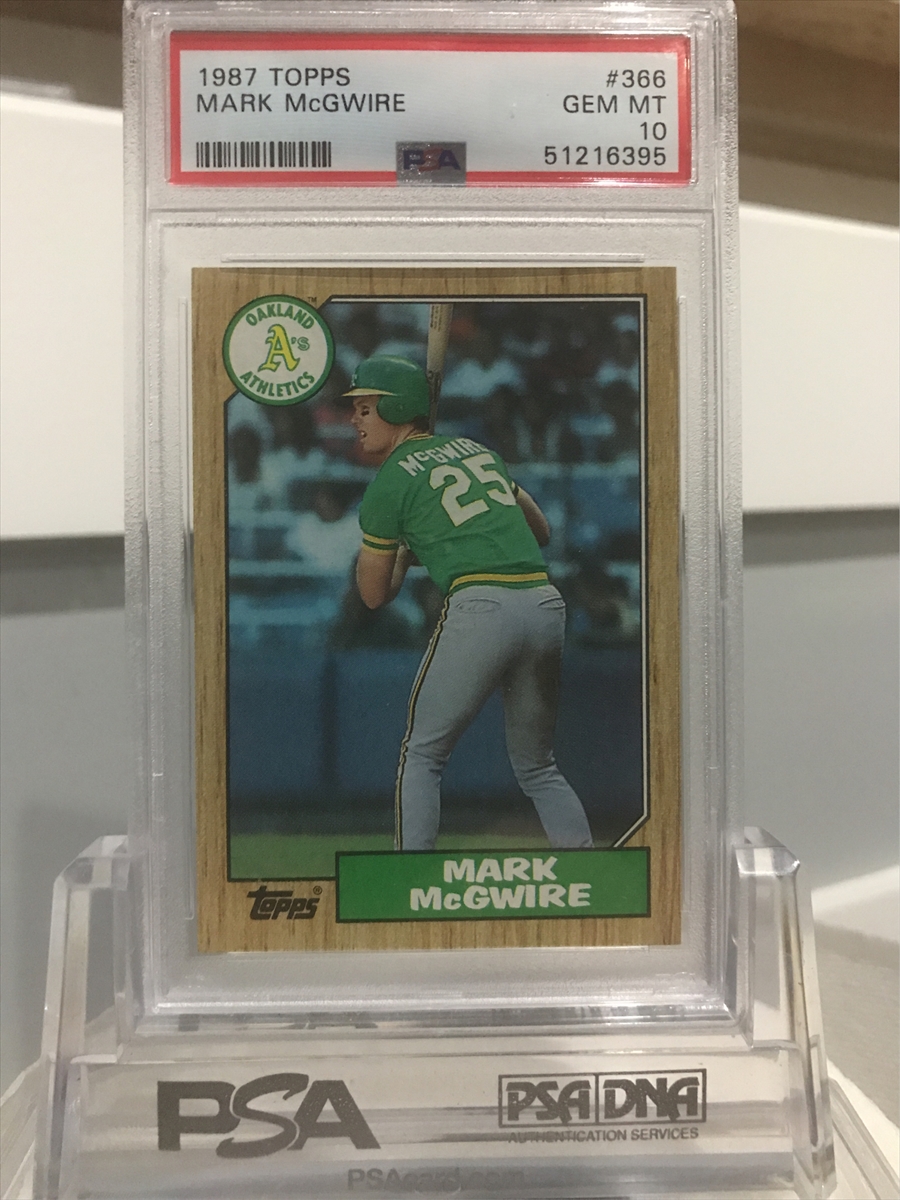 1987 TOPPS #366
MARK McGWIRE GEM MT
10
PSA 51216395
OAKLAND
A's
ATHLETICS
TM
McGWIRE
25
MARK
McGWIRE
topps®
PSA
PSA DNA
AUTHENTICATION SERVICES
PSAcard.com